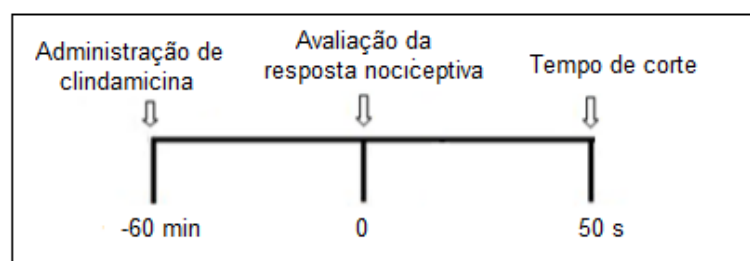 Administração de
clindamicina
Avaliação da
resposta nociceptiva
Tempo de corte
-60 min
0
50 s